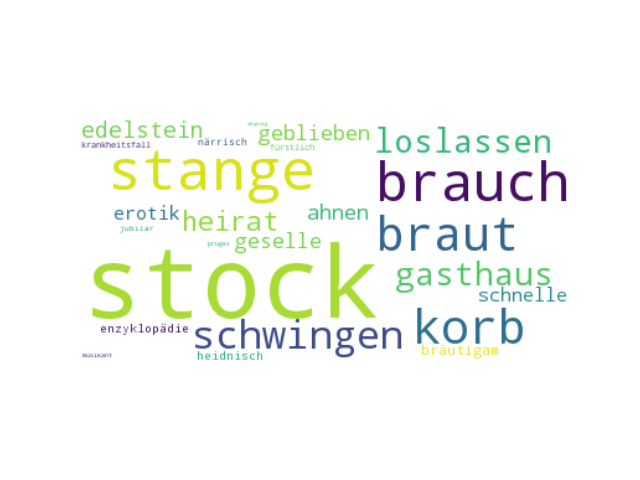 edelstein
geblieben
loslassen
krankheitsfall
närrisch
fürstlich
stange
brauch
erotik
heirat
ahnen
braut
jubilar
geselle
stock
gasthaus
schnelle
enzyklopädie
schwingen
korb
bräutigam
musikant
heidnisch